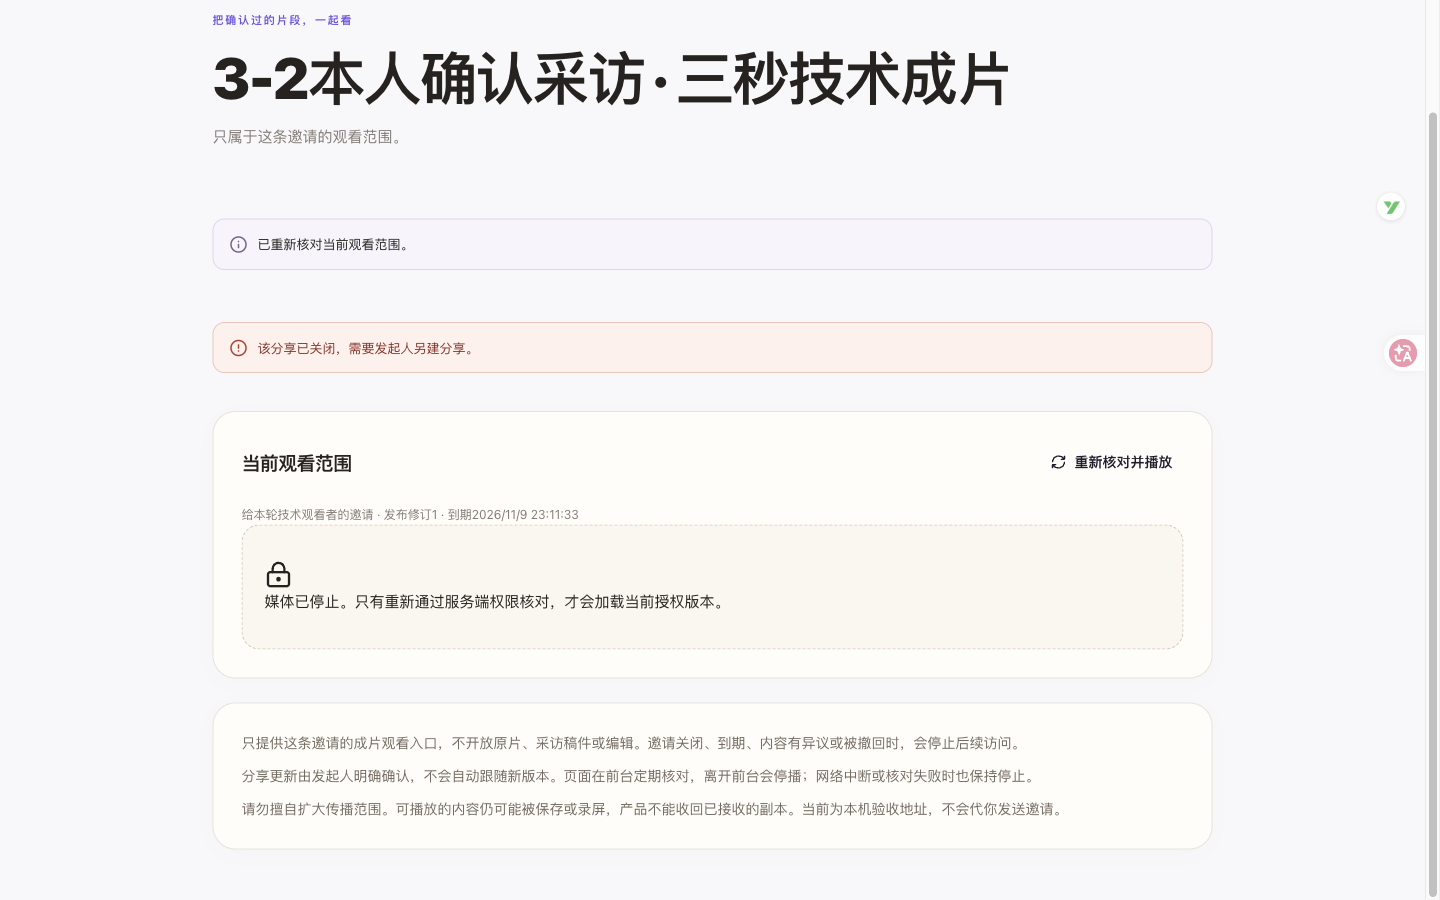 把确认过的片段，一起看
3-2本人确认采访·三秒技术成片
只属于这条邀请的观看范围。
已重新核对当前观看范围。
该分享已关闭，需要发起人另建分享。
当前观看范围
重新核对并播放
给本轮技术观看者的邀请 · 发布修订1 · 到期2026/11/9 23:11:33
媒体已停止。只有重新通过服务端权限核对，才会加载当前授权版本。
只提供这条邀请的成片观看入口，不开放原片、采访稿件或编辑。邀请关闭、到期、内容有异议或被撤回时，会停止后续访问。
分享更新由发起人明确确认，不会自动跟随新版本。页面在前台定期核对，离开前台会停播；网络中断或核对失败时也保持停止。
请勿擅自扩大传播范围。可播放的内容仍可能被保存或录屏，产品不能收回已接收的副本。当前为本机验收地址，不会代你发送邀请。